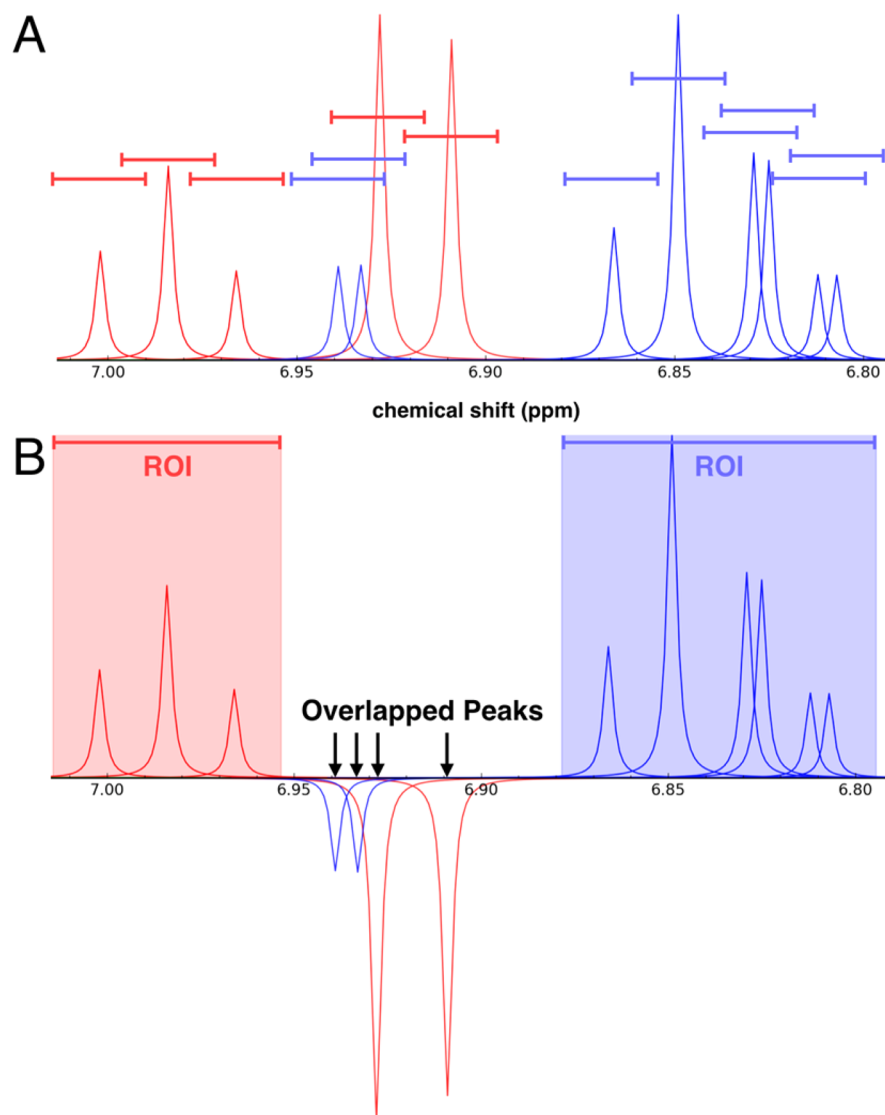 A
7.00 6.95 6.90 6.85 6.80
chemical shift (ppm)
B
ROI ROI
Overlapped Peaks
7.00 6.95 6.90 6.85 6.80